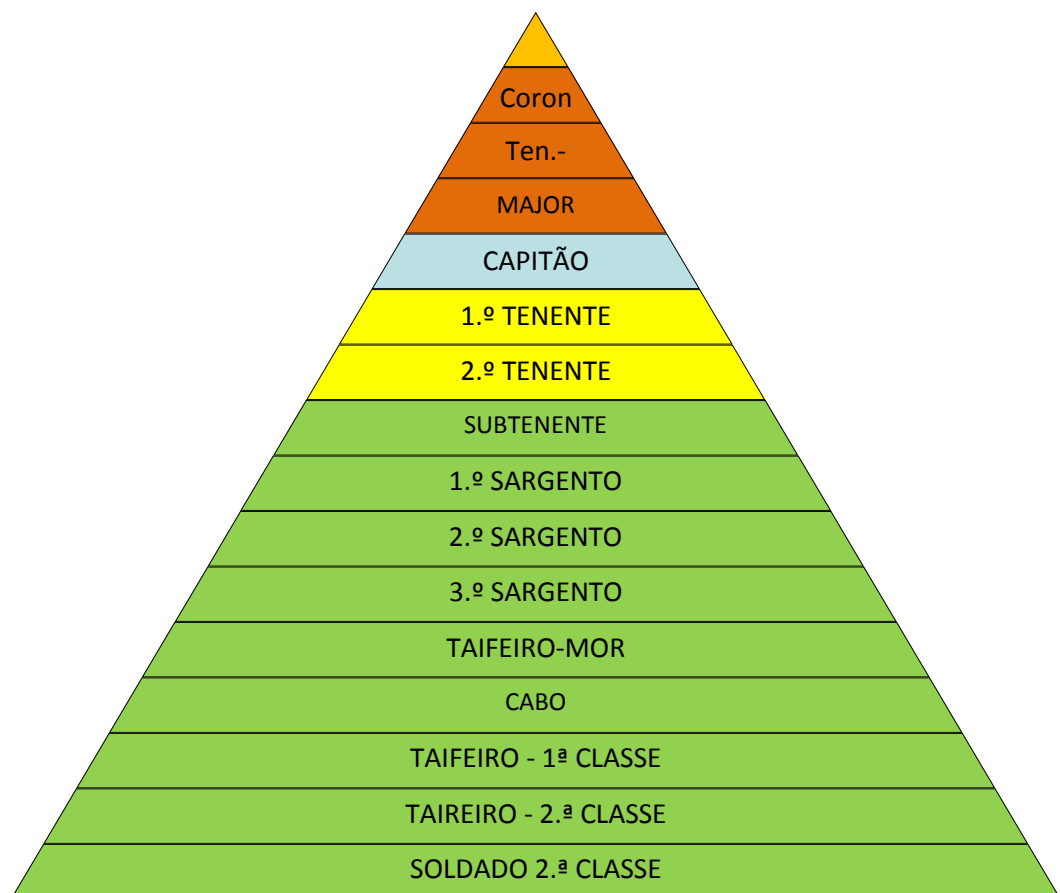 Coron
Ten.-
MAJOR
CAPITÃO
1.º TENENTE
2.º TENENTE
SUBTENENTE
1.º SARGENTO
2.º SARGENTO
3.º SARGENTO
TAIFEIRO-MOR
CABO
TAIFEIRO - 1ª CLASSE
TAIREIRO - 2.ª CLASSE
SOLDADO 2.ª CLASSE